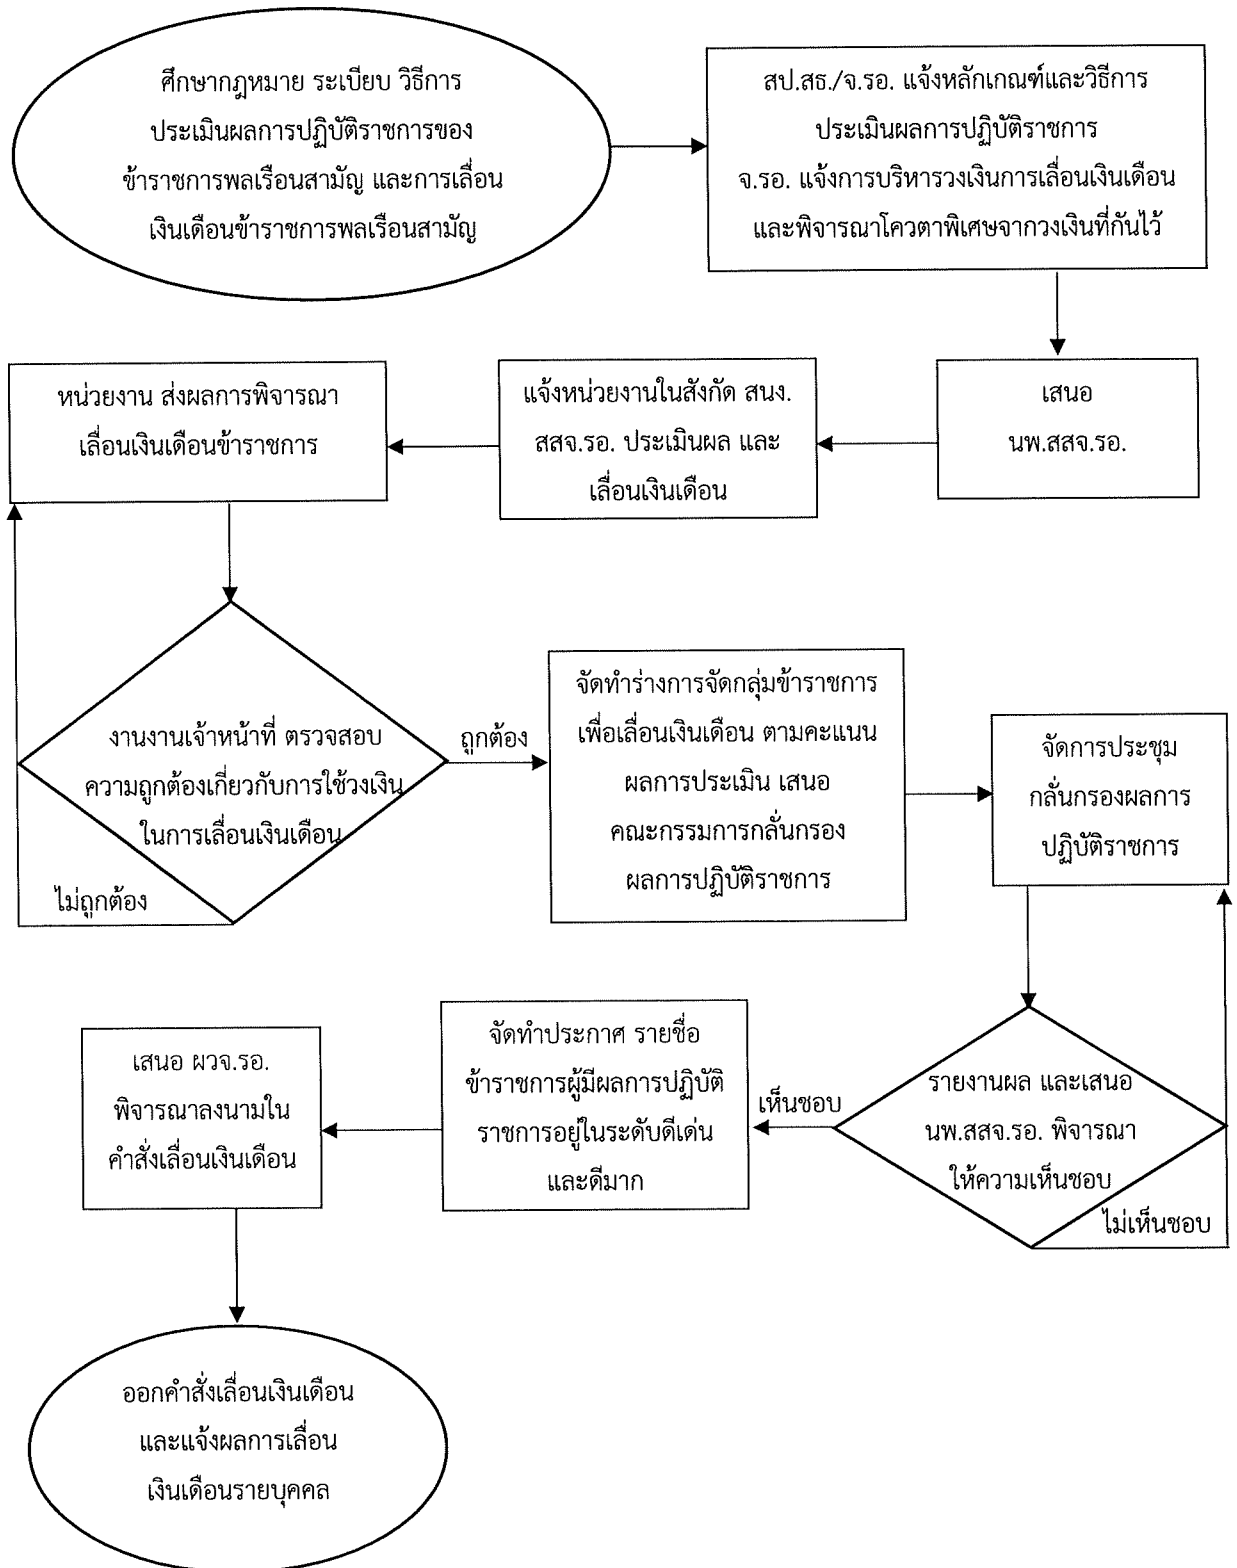 ศึกษากฎหมาย ระเบียบ วิธีการ
ประเมินผลการปฏิบัติราชการของ
ข้าราชการพลเรือนสามัญ และการเลื่อน
เงินเดือนข้าราชการพลเรือนสามัญ
สป.สธ./จ.รอ. แจ้งหลักเกณฑ์และวิธีการ
ประเมินผลการปฏิบัติราชการ
จ.รอ. แจ้งการบริหารวงเงินการเลื่อนเงินเดือน
และพิจารณาโควตาพิเศษจากวงเงินที่กันไว้
เสนอ
นพ.สสจ.รอ.
แจ้งหน่วยงานในสังกัด สนง.
สสจ.รอ. ประเมินผล และ
เลื่อนเงินเดือน
หน่วยงาน ส่งผลการพิจารณา
เลื่อนเงินเดือนข้าราชการ
งานงานเจ้าหน้าที่ ตรวจสอบ
ความถูกต้องเกี่ยวกับการใช้วงเงิน
ในการเลื่อนเงินเดือน
ไม่ถูกต้อง
ถูกต้อง
จัดทำร่างการจัดกลุ่มข้าราชการ
เพื่อเลื่อนเงินเดือน ตามคะแนน
ผลการประเมิน เสนอ
คณะกรรมการกลั่นกรอง
ผลการปฏิบัติราชการ
จัดการประชุม
กลั่นกรองผลการ
ปฏิบัติราชการ
รายงานผล และเสนอ
นพ.สสจ.รอ. พิจารณา
ให้ความเห็นชอบ
ไม่เห็นชอบ
เห็นชอบ
จัดทำประกาศ รายชื่อ
ข้าราชการผู้มีผลการปฏิบัติ
ราชการอยู่ในระดับดีเด่น
และดีมาก
เสนอ ผวจ.รอ.
พิจารณาลงนามใน
คำสั่งเลื่อนเงินเดือน
ออกคำสั่งเลื่อนเงินเดือน
และแจ้งผลการเลื่อน
เงินเดือนรายบุคคล